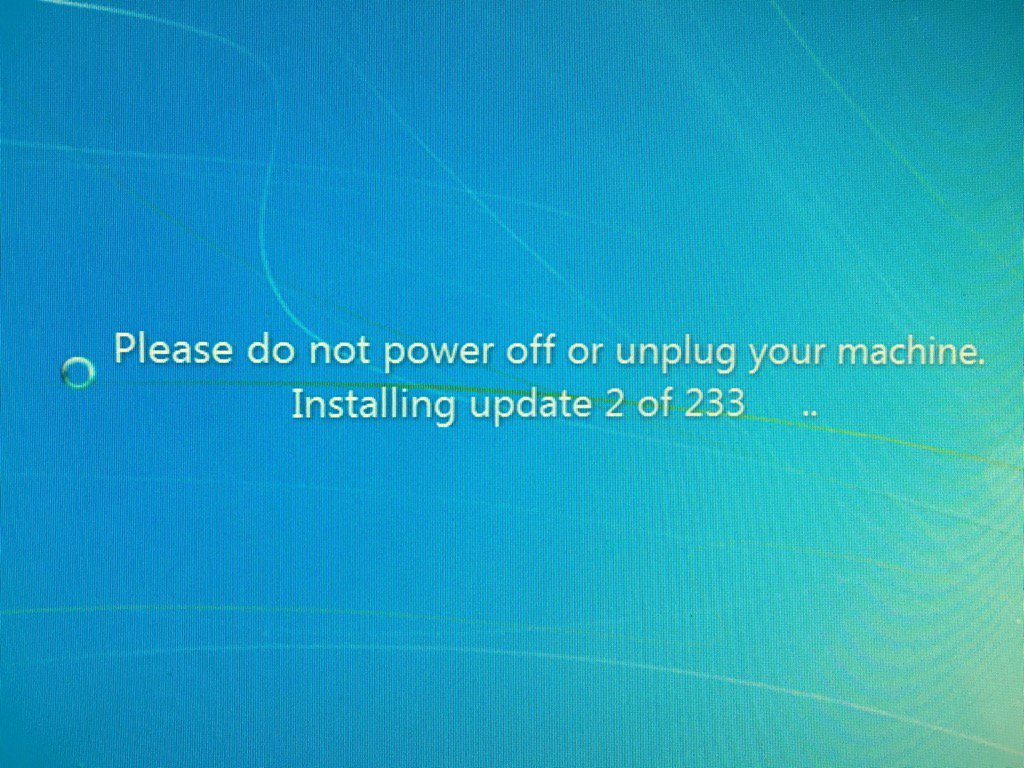 Please do not power off or unplug your machine.
Installing update 2 of 233 ..